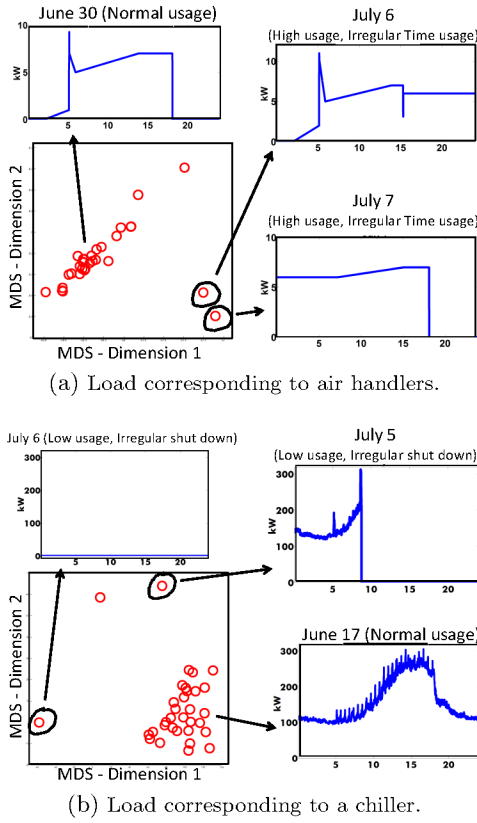 June 30 (Normal usage)
10
5
0
kW
5
10
15
20
July 6
(High usage, Irregular Time usage)
10
5
0
kW
5
10
15
20
MDS - Dimension 2
MDS - Dimension 1
July 7
(High usage, Irregular Time usage)
10
5
0
kW
5
10
15
20
(a) Load corresponding to air handlers.
July 6 (Low usage, Irregular shut down)
300
200
100
0
kW
5
10
15
20
July 5
(Low usage, Irregular shut down)
300
200
100
0
kW
5
10
15
20
MDS - Dimension 2
MDS - Dimension 1
June 17 (Normal usage)
300
200
100
0
kW
5
10
15
20
(b) Load corresponding to a chiller.